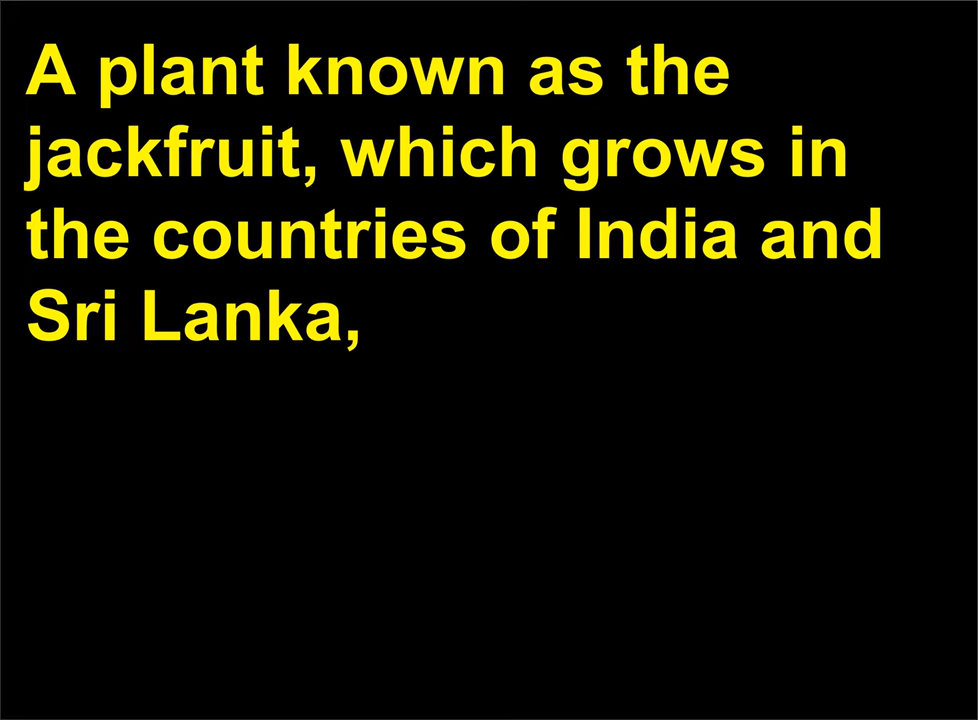 A plant known as the
jackfruit, which grows in
the countries of India and
Sri Lanka,